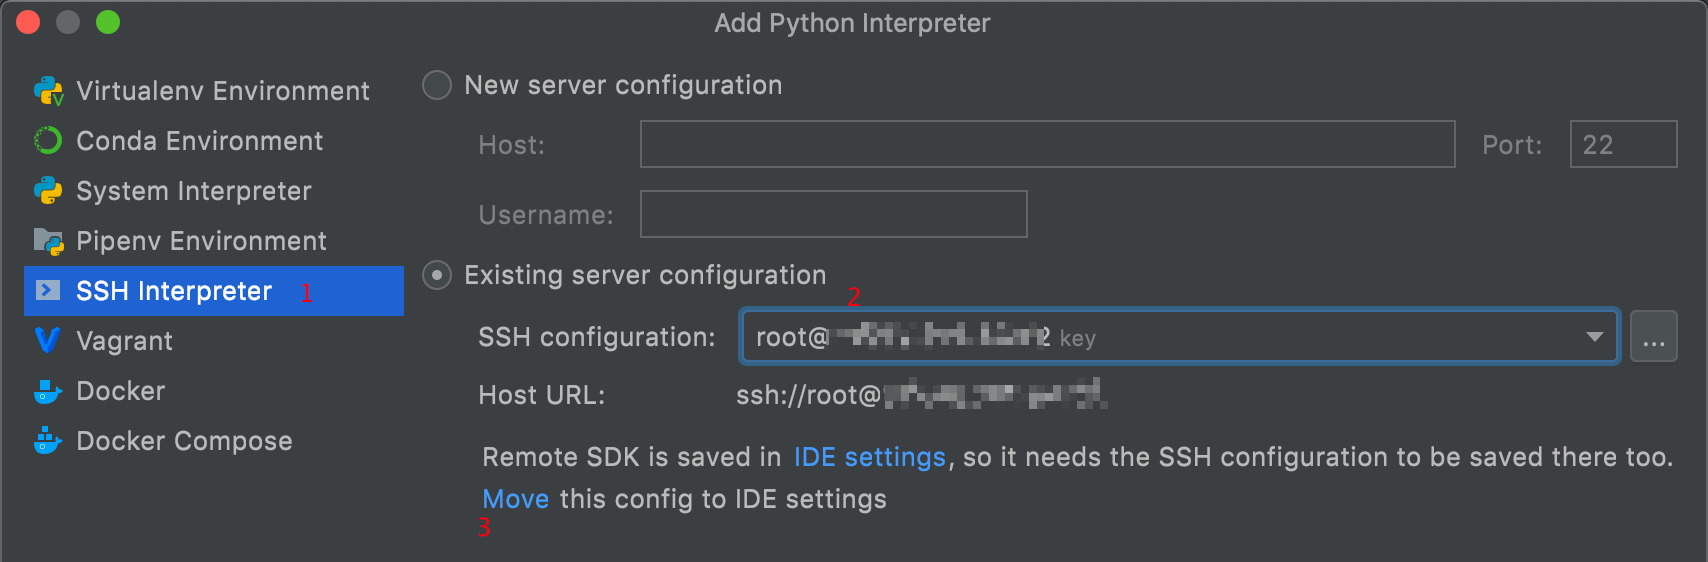 Add Python Interpreter
Virtualenv Environment
Conda Environment
System Interpreter
Pipenv Environment
SSH Interpreter 1
Vagrant
Docker
Docker Compose
New server configuration
Host:
Port: 22
Username:
Existing server configuration
2
SSH configuration: root@ 2 key
...
Host URL: ssh://root@
Remote SDK is saved in IDE settings, so it needs the SSH configuration to be saved there too.
Move this config to IDE settings
3